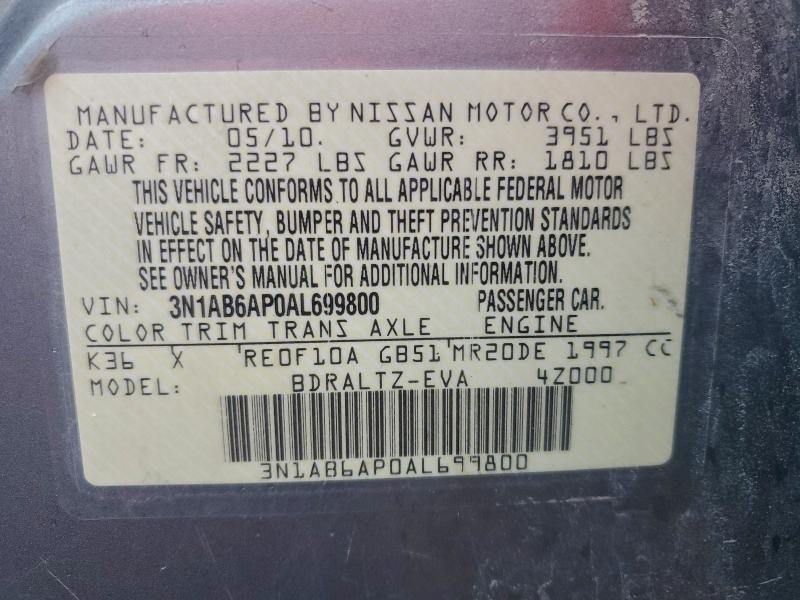 MANUFACTURED BY NISSAN MOTOR CO., LTD.
DATE: 05/10. GVWR: 3951 LBS
GAWR FR: 2227 LBS GAWR RR: 1810 LBS
THIS VEHICLE CONFORMS TO ALL APPLICABLE FEDERAL MOTOR
VEHICLE SAFETY, BUMPER AND THEFT PREVENTION STANDARDS
IN EFFECT ON THE DATE OF MANUFACTURE SHOWN ABOVE.
SEE OWNER'S MANUAL FOR ADDITIONAL INFORMATION.
VIN: 3N1AB6AP0AL699800 PASSENGER CAR.
COLOR TRIM TRANS AXLE ENGINE
K36 X RE0F10A GB51 MR20DE 1997 CC
MODEL: BDRALTZ-EVA 4Z000
3N1AB6AP0AL699800